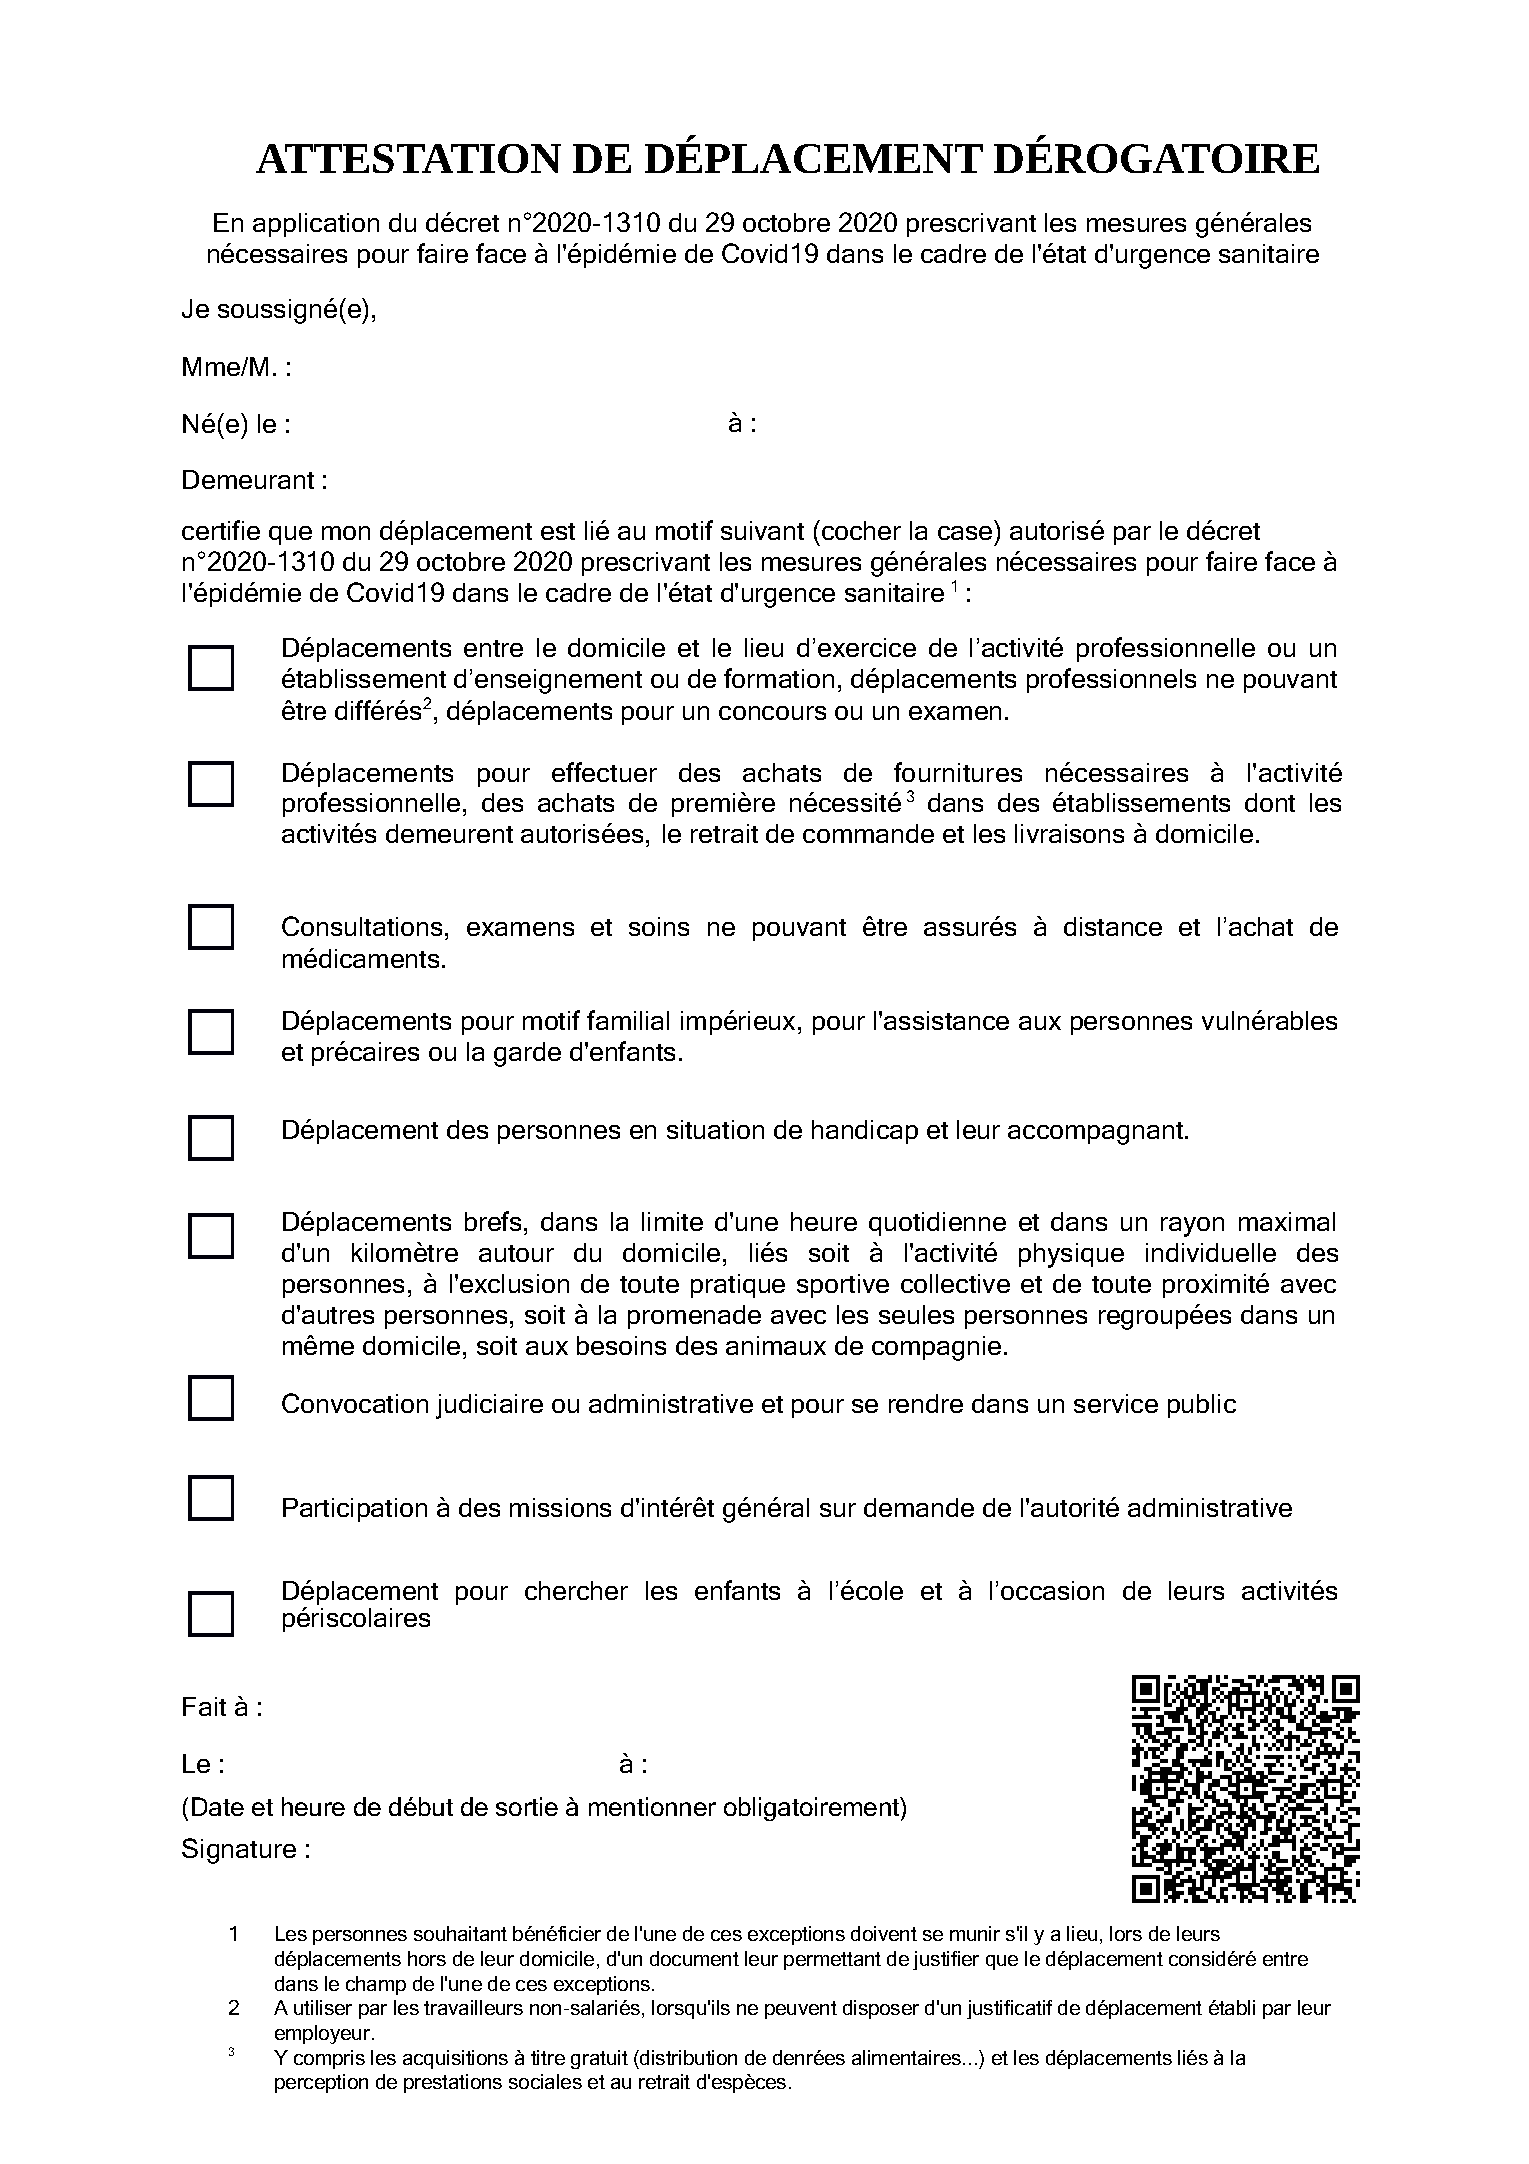 ATTESTATION DE DÉPLACEMENT DÉROGATOIRE
En application du décret n°2020-1310 du 29 octobre 2020 prescrivant les mesures générales
nécessaires pour faire face à l'épidémie de Covid19 dans le cadre de l'état d'urgence sanitaire
Je soussigné(e),
Mme/M. :
Né(e) le : à :
Demeurant :
certifie que mon déplacement est lié au motif suivant (cocher la case) autorisé par le décret
n°2020-1310 du 29 octobre 2020 prescrivant les mesures générales nécessaires pour faire face à
l'épidémie de Covid19 dans le cadre de l'état d'urgence sanitaire ¹ :
Déplacements entre le domicile et le lieu d’exercice de l’activité professionnelle ou un
établissement d’enseignement ou de formation, déplacements professionnels ne pouvant
être différés², déplacements pour un concours ou un examen.
Déplacements pour effectuer des achats de fournitures nécessaires à l'activité
professionnelle, des achats de première nécessité ³ dans des établissements dont les
activités demeurent autorisées, le retrait de commande et les livraisons à domicile.
Consultations, examens et soins ne pouvant être assurés à distance et l’achat de
médicaments.
Déplacements pour motif familial impérieux, pour l'assistance aux personnes vulnérables
et précaires ou la garde d'enfants.
Déplacement des personnes en situation de handicap et leur accompagnant.
Déplacements brefs, dans la limite d'une heure quotidienne et dans un rayon maximal
d'un kilomètre autour du domicile, liés soit à l'activité physique individuelle des
personnes, à l'exclusion de toute pratique sportive collective et de toute proximité avec
d'autres personnes, soit à la promenade avec les seules personnes regroupées dans un
même domicile, soit aux besoins des animaux de compagnie.
Convocation judiciaire ou administrative et pour se rendre dans un service public
Participation à des missions d'intérêt général sur demande de l'autorité administrative
Déplacement pour chercher les enfants à l’école et à l’occasion de leurs activités
périscolaires
Fait à :
Le : à :
(Date et heure de début de sortie à mentionner obligatoirement)
Signature :
1 Les personnes souhaitant bénéficier de l'une de ces exceptions doivent se munir s'il y a lieu, lors de leurs
déplacements hors de leur domicile, d'un document leur permettant de justifier que le déplacement considéré entre
dans le champ de l'une de ces exceptions.
2 A utiliser par les travailleurs non-salariés, lorsqu'ils ne peuvent disposer d'un justificatif de déplacement établi par leur
employeur.
³ Y compris les acquisitions à titre gratuit (distribution de denrées alimentaires...) et les déplacements liés à la
perception de prestations sociales et au retrait d'espèces.